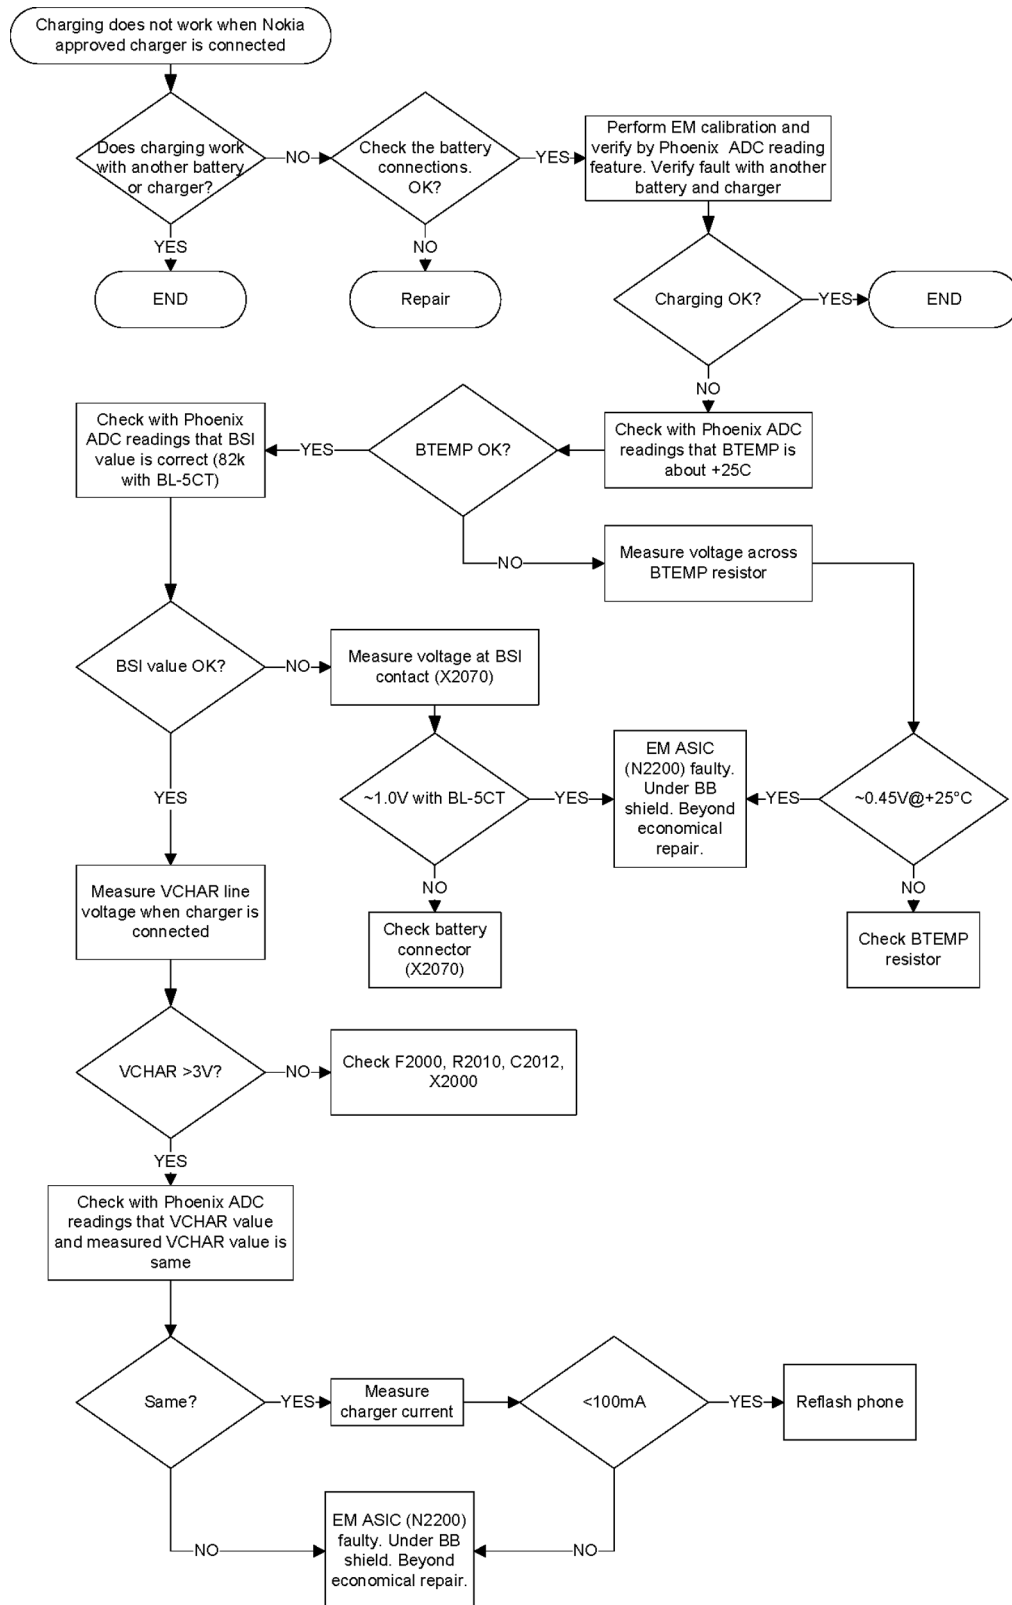 Charging does not work when Nokia
approved charger is connected
Does charging work
with another battery
or charger?
NO
Check the battery
connections.
OK?
YES
Perform EM calibration and
verify by Phoenix ADC reading
feature. Verify fault with another
battery and charger
YES
NO
END
Repair
Charging OK?
YES
END
NO
Check with Phoenix
ADC readings that BSI
value is correct (82k
with BL-5CT)
YES
BTEMP OK?
Check with Phoenix ADC
readings that BTEMP is
about +25C
NO
Measure voltage across
BTEMP resistor
BSI value OK?
NO
Measure voltage at BSI
contact (X2070)
YES
~1.0V with BL-5CT
YES
EM ASIC
(N2200) faulty.
Under BB
shield. Beyond
economical
repair.
YES
~0.45V@+25°C
NO
NO
Measure VCHAR line
voltage when charger is
connected
Check battery
connector
(X2070)
Check BTEMP
resistor
VCHAR >3V?
NO
Check F2000, R2010, C2012,
X2000
YES
Check with Phoenix ADC
readings that VCHAR value
and measured VCHAR value is
same
Same?
YES
Measure
charger current
<100mA
YES
Reflash phone
NO
EM ASIC (N2200)
faulty. Under BB
shield. Beyond
economical repair.
NO